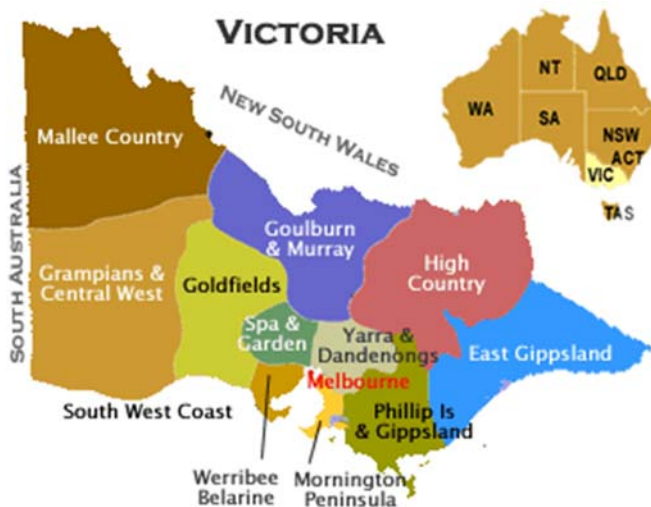 VICTORIA
NEW SOUTH WALES
SOUTH AUSTRALIA
Mallee Country
Goulburn
& Murray
High
Country
Grampians &
Central West
Goldfields
Spa &
Garden
Yarra &
Dandenongs
East Gippsland
Melbourne
South West Coast
Phillip Is
& Gippsland
Werribee
Belarine
Mornington
Peninsula
WA
NT
QLD
SA
NSW
ACT
VIC
TAS